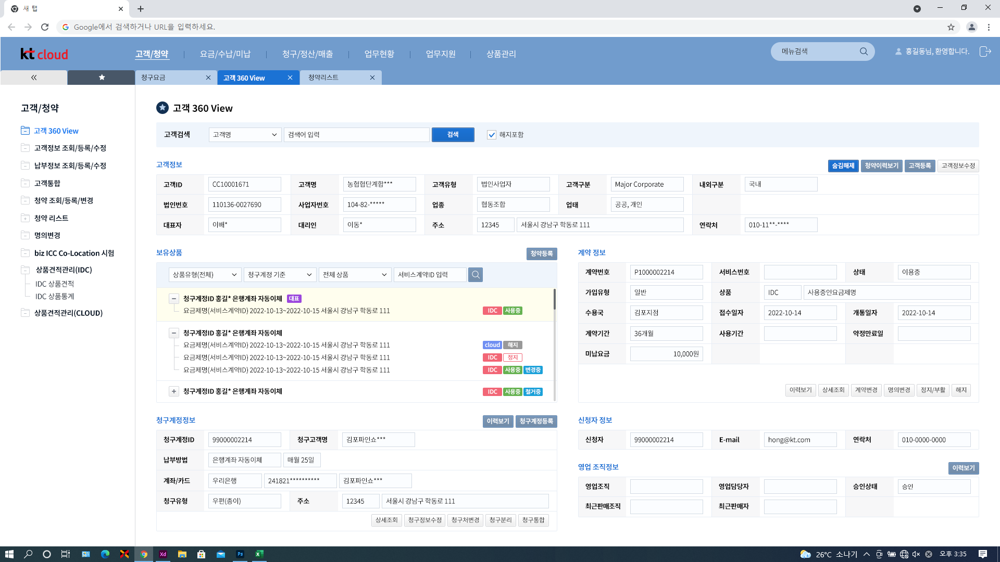 새 탭
Google에서 검색하거나 URL을 입력하세요.
kt cloud
고객/청약 요금/수납/미납 청구/정산/매출 업무현황 업무지원 상품관리
메뉴검색
홍길동님, 환영합니다.
청구요금 고객 360 View 청약리스트
고객/청약
고객 360 View
고객정보 조회/등록/수정
납부정보 조회/등록/수정
고객통합
청약 조회/등록/변경
청약 리스트
명의변경
biz ICC Co-Location 시험
상품견적관리(IDC)
IDC 상품견적
IDC 상품통계
상품견적관리(CLOUD)
고객 360 View
고객검색 고객명 검색어 입력 검색 해지포함
고객정보 숨김해제 청약이력보기 고객등록 고객정보수정
고객ID CC10001671 고객명 농협협단계합*** 고객유형 법인사업자 고객구분 Major Corporate 내외구분 국내
법인번호 110136-0027690 사업자번호 104-82-***** 업종 협동조합 업태 공공, 개인
대표자 이배* 대리인 이동* 주소 12345 서울시 강남구 학동로 111 연락처 010-11**-****
보유상품 청약등록
상품유형(전체) 청구계정 기준 전체 상품 서비스계약ID 입력
청구계정ID 홍길* 은행계좌 자동이체 대표
요금제명(서비스계약ID) 2022-10-13~2022-10-15 서울시 강남구 학동로 111 IDC 사용중
청구계정ID 홍길* 은행계좌 자동이체
요금제명(서비스계약ID) 2022-10-13~2022-10-15 서울시 강남구 학동로 111 cloud 해지
요금제명(서비스계약ID) 2022-10-13~2022-10-15 서울시 강남구 학동로 111 IDC 정지
요금제명(서비스계약ID) 2022-10-13~2022-10-15 서울시 강남구 학동로 111 IDC 사용중 변경중
청구계정ID 홍길* 은행계좌 자동이체 IDC 사용중 철거중
계약 정보
계약번호 P1000002214 서비스번호 상태 이용중
가입유형 일반 상품 IDC 사용중인요금제명
수용국 김포지점 접수일자 2022-10-14 개통일자 2022-10-14
계약기간 36개월 사용기간 약정만료일
미납요금 10,000원
이력보기 상세조회 계약변경 명의변경 정지/부활 해지
청구계정정보 이력보기 청구계정등록
청구계정ID 99000002214 청구고객명 김포파인쇼***
납부방법 은행계좌 자동이체 매월 25일
계좌/카드 우리은행 241821********** 김포파인쇼***
청구유형 우편(종이) 주소 12345 서울시 강남구 학동로 111
상세조회 청구정보수정 청구처변경 청구분리 청구통합
신청자 정보
신청자 99000002214 E-mail hong@kt.com 연락처 010-0000-0000
영업 조직정보 이력보기
영업조직 영업담당자 승인상태 승인
최근판매조직 최근판매자
Xd Ps 26°C 소나기 오후 3:35